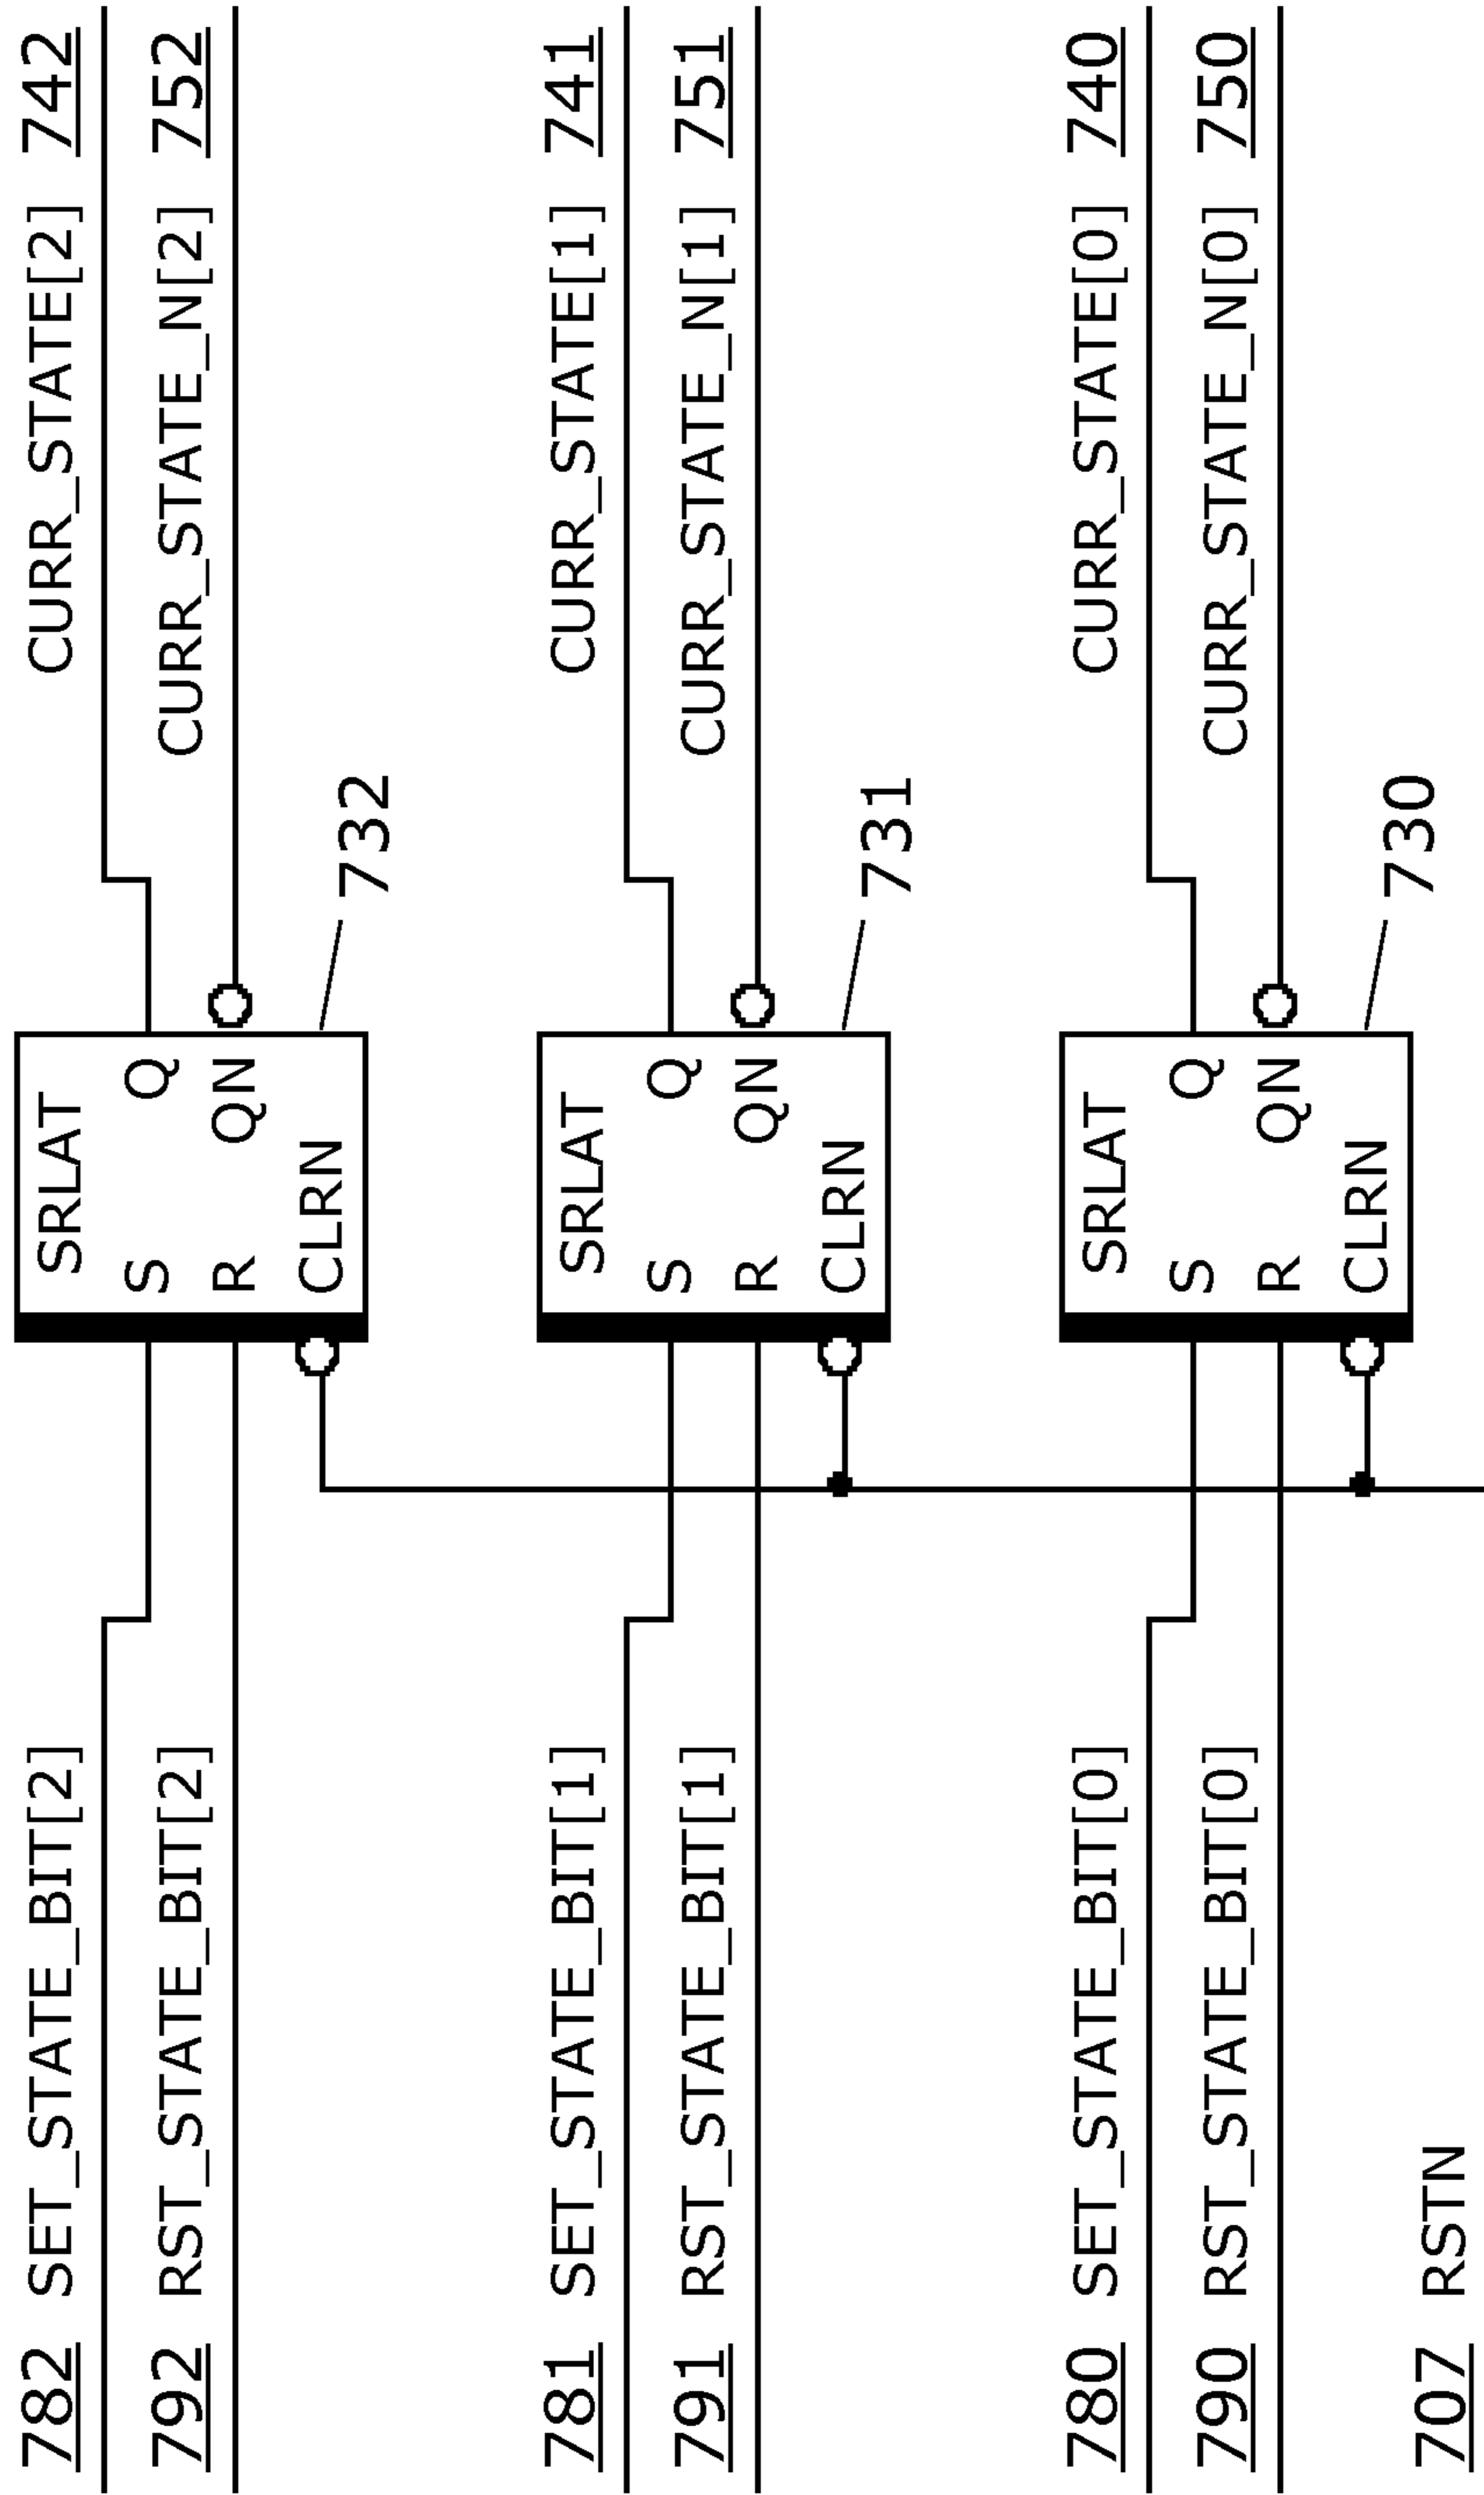 782 SET_STATE_BIT[2]
CURR_STATE[2] 742
792 RST_STATE_BIT[2]
CURR_STATE_N[2] 752
SRLAT
S Q
R QN
CLRN
732
781 SET_STATE_BIT[1]
CURR_STATE[1] 741
791 RST_STATE_BIT[1]
CURR_STATE_N[1] 751
SRLAT
S Q
R QN
CLRN
731
780 SET_STATE_BIT[0]
CURR_STATE[0] 740
790 RST_STATE_BIT[0]
CURR_STATE_N[0] 750
SRLAT
S Q
R QN
CLRN
730
707 RSTN